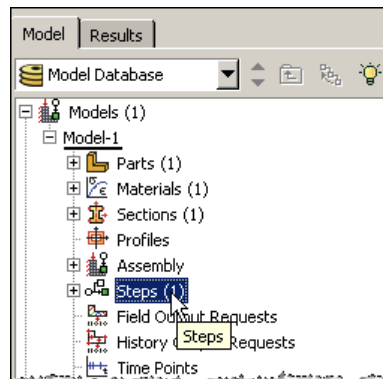 Model Results
Model Database
Models (1)
Model-1
Parts (1)
Materials (1)
Sections (1)
Profiles
Assembly
Steps (1)
Field Output Requests
Steps
History Requests
Time Points